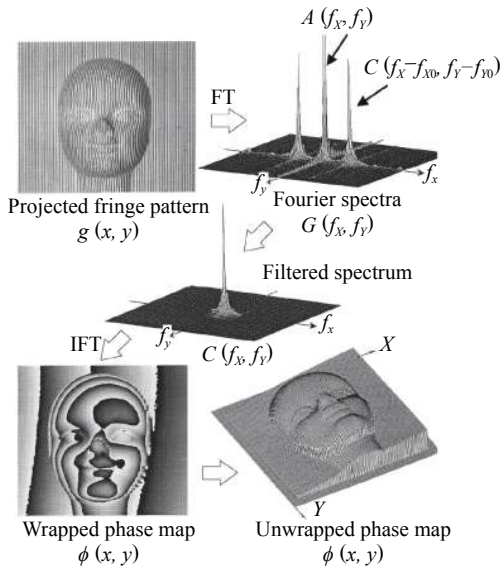 A (fX, fY)
C (fX−fX0, fY−fY0)
FT
fy
fx
Projected fringe pattern
g (x, y)
Fourier spectra
G (fX, fY)
Filtered spectrum
fy
fx
IFT
C (fX, fY)
X
Y
Wrapped phase map
ϕ (x, y)
Unwrapped phase map
ϕ (x, y)